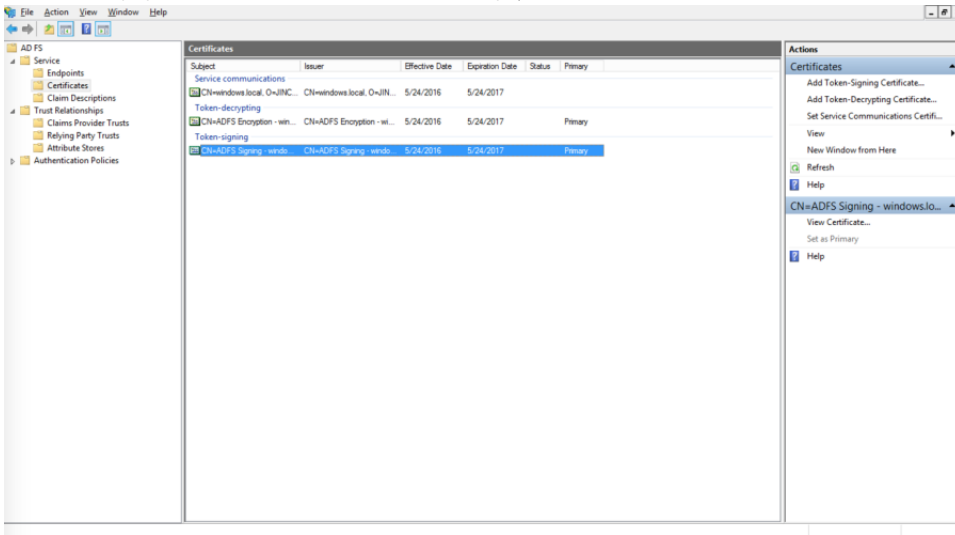 File Action View Window Help
AD FS
Service
Endpoints
Certificates
Claim Descriptions
Trust Relationships
Claims Provider Trusts
Relying Party Trusts
Attribute Stores
Authentication Policies
Certificates
Subject Issuer Effective Date Expiration Date Status Primary
Service communications
CN=windows.local, O=JINC... CN=windows.local, O=JIN... 5/24/2016 5/24/2017
Token-decrypting
CN=ADFS Encryption - win... CN=ADFS Encryption - wi... 5/24/2016 5/24/2017 Primary
Token-signing
CN=ADFS Signing - windo... CN=ADFS Signing - windo... 5/24/2016 5/24/2017 Primary
Actions
Certificates
Add Token-Signing Certificate...
Add Token-Decrypting Certificate...
Set Service Communications Certifi...
View
New Window from Here
Refresh
Help
CN=ADFS Signing - windows.lo...
View Certificate...
Set as Primary
Help